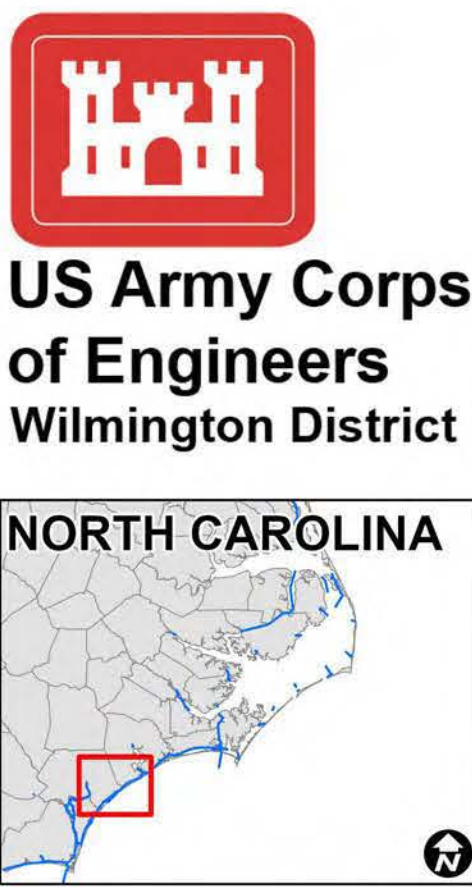 US Army Corps
of Engineers
Wilmington District
NORTH CAROLINA
N